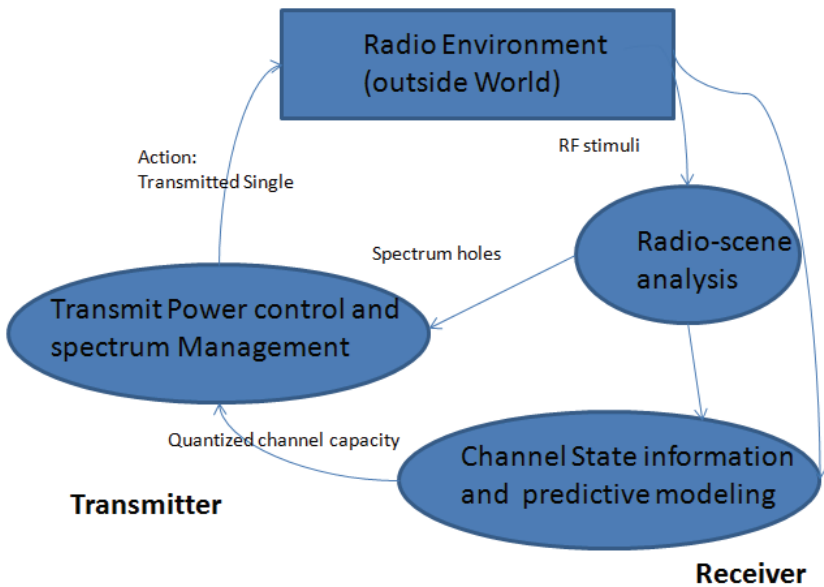 Radio Environment
(outside World)
RF stimuli
Action:
Transmitted Single
Spectrum holes
Radio-scene
analysis
Transmit Power control and
spectrum Management
Quantized channel capacity
Channel State information
and predictive modeling
Transmitter
Receiver